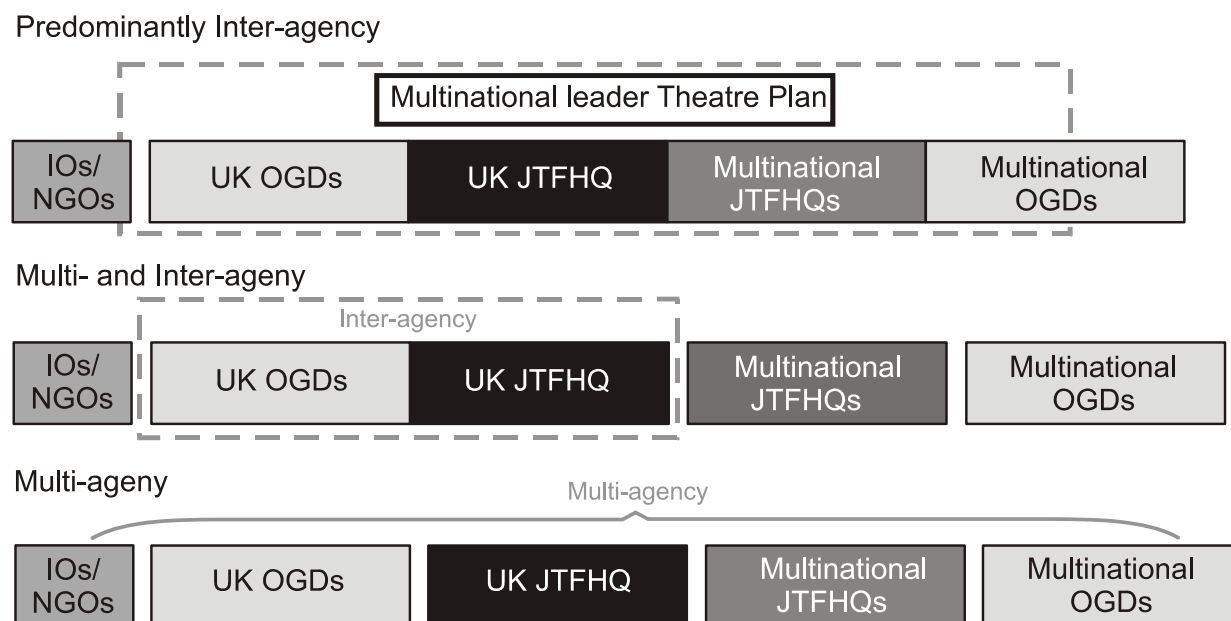 Predominantly Inter-agency
Multinational leader Theatre Plan
IOs/
NGOs
UK OGDs
UK JTFHQ
Multinational
JTFHQs
Multinational
OGDs
Multi- and Inter-ageny
Inter-agency
IOs/
NGOs
UK OGDs
UK JTFHQ
Multinational
JTFHQs
Multinational
OGDs
Multi-ageny
Multi-agency
IOs/
NGOs
UK OGDs
UK JTFHQ
Multinational
JTFHQs
Multinational
OGDs